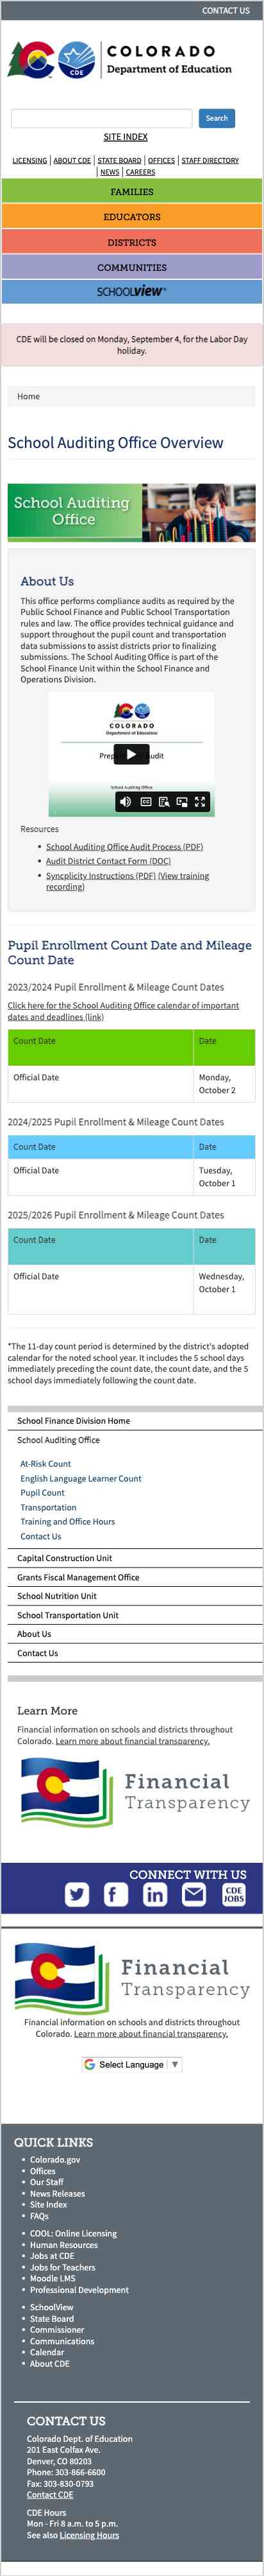 CONTACT US
COLORADO
Department of Education
CDE
Search
SITE INDEX
LICENSING | ABOUT CDE | STATE BOARD | OFFICES | STAFF DIRECTORY
| NEWS | CAREERS
FAMILIES
EDUCATORS
DISTRICTS
COMMUNITIES
SCHOOLVIEW®
CDE will be closed on Monday, September 4, for the Labor Day
holiday.
Home
School Auditing Office Overview
School Auditing
Office
About Us
This office performs compliance audits as required by the
Public School Finance and Public School Transportation
rules and law. The office provides technical guidance and
support throughout the pupil count and transportation
data submissions to assist districts prior to finalizing
submissions. The School Auditing Office is part of the
School Finance Unit within the School Finance and
Operations Division.
COLORADO
Department of Education
School Auditing Office
Resources
• School Auditing Office Audit Process (PDF)
• Audit District Contact Form (DOC)
• Syncplicity Instructions (PDF) (View training
recording)
Pupil Enrollment Count Date and Mileage
Count Date
2023/2024 Pupil Enrollment & Mileage Count Dates
Click here for the School Auditing Office calendar of important
dates and deadlines (link)
Count Date Date
Official Date Monday,
October 2
2024/2025 Pupil Enrollment & Mileage Count Dates
Count Date Date
Official Date Tuesday,
October 1
2025/2026 Pupil Enrollment & Mileage Count Dates
Count Date Date
Official Date Wednesday,
October 1
*The 11-day count period is determined by the district's adopted
calendar for the noted school year. It includes the 5 school days
immediately preceding the count date, the count date, and the 5
school days immediately following the count date.
School Finance Division Home
School Auditing Office
At-Risk Count
English Language Learner Count
Pupil Count
Transportation
Training and Office Hours
Contact Us
Capital Construction Unit
Grants Fiscal Management Office
School Nutrition Unit
School Transportation Unit
About Us
Contact Us
Learn More
Financial information on schools and districts throughout
Colorado. Learn more about financial transparency.
Financial
Transparency
CONNECT WITH US
CDE
JOBS
Financial
Transparency
Financial information on schools and districts throughout
Colorado. Learn more about financial transparency.
Select Language ▼
QUICK LINKS
• Colorado.gov
• Offices
• Our Staff
• News Releases
• Site Index
• FAQs
• COOL: Online Licensing
• Human Resources
• Jobs at CDE
• Jobs for Teachers
• Moodle LMS
• Professional Development
• SchoolView
• State Board
• Commissioner
• Communications
• Calendar
• About CDE
CONTACT US
Colorado Dept. of Education
201 East Colfax Ave.
Denver, CO 80203
Phone: 303-866-6600
Fax: 303-830-0793
Contact CDE
CDE Hours
Mon - Fri 8 a.m. to 5 p.m.
See also Licensing Hours